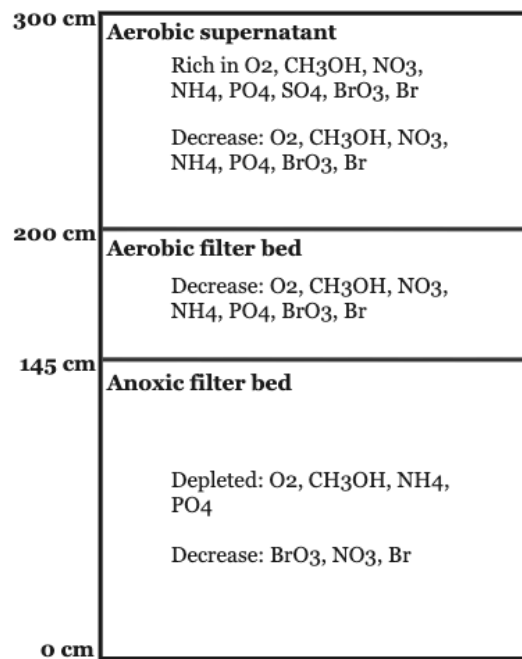 300 cm
Aerobic supernatant
Rich in O2, CH3OH, NO3,
NH4, PO4, SO4, BrO3, Br
Decrease: O2, CH3OH, NO3,
NH4, PO4, BrO3, Br
200 cm
Aerobic filter bed
Decrease: O2, CH3OH, NO3,
NH4, PO4, BrO3, Br
145 cm
Anoxic filter bed
Depleted: O2, CH3OH, NH4,
PO4
Decrease: BrO3, NO3, Br
0 cm